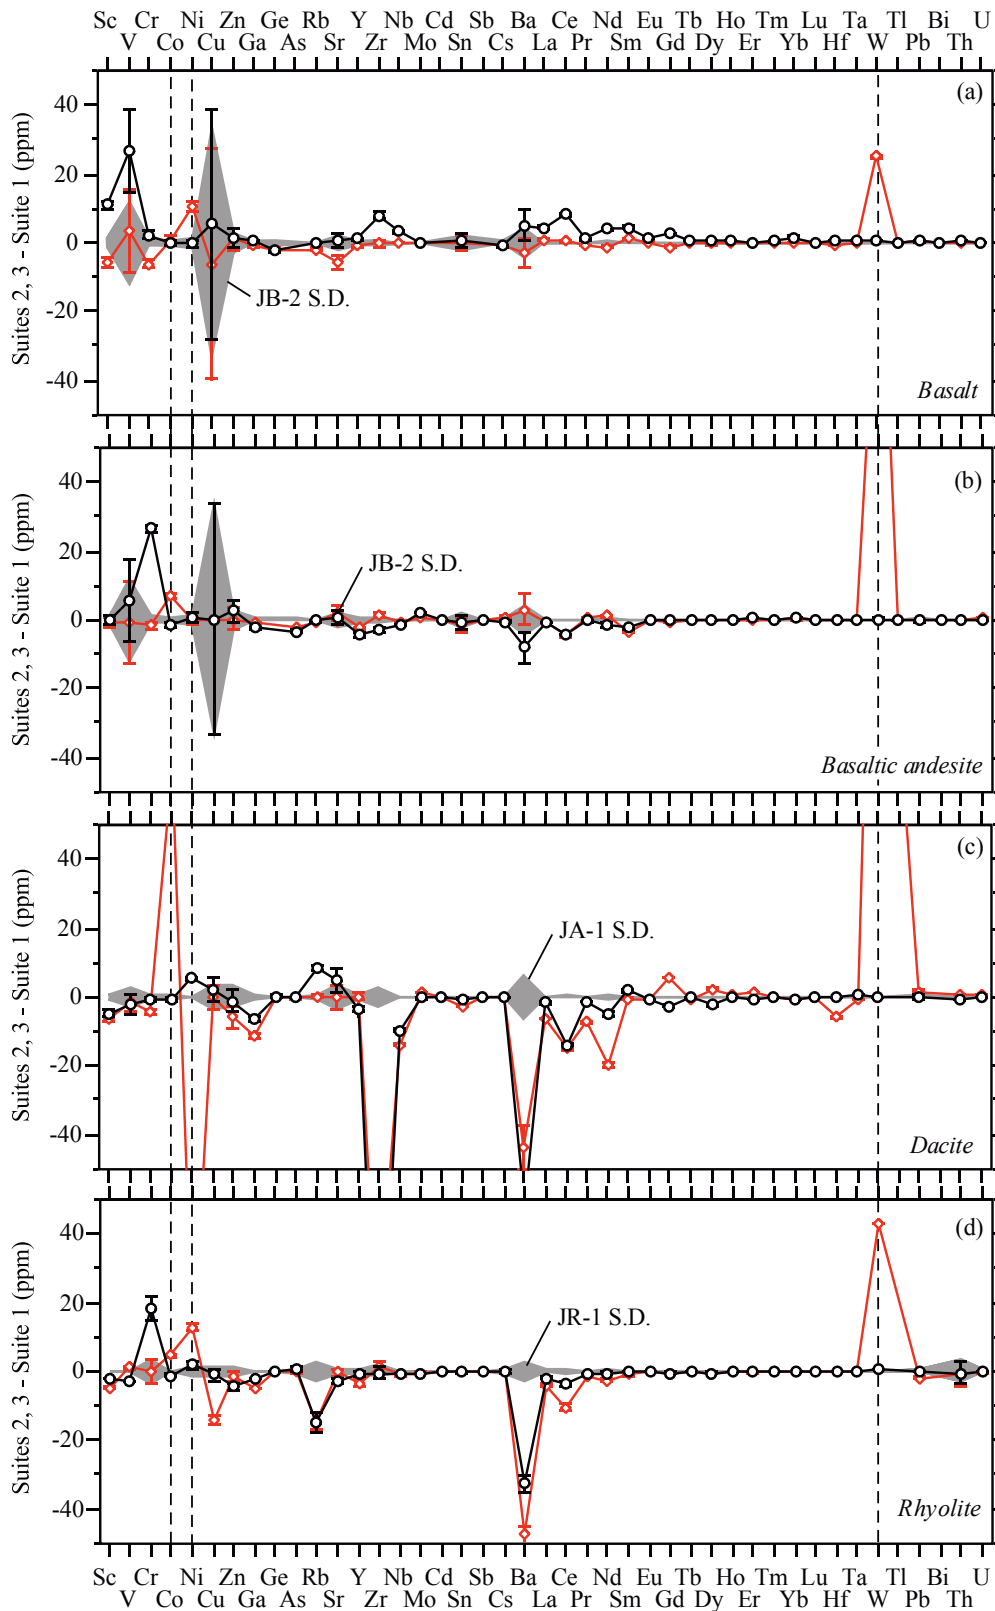 Sc Cr Ni Zn Ge Rb Y Nb Cd Sb Ba Ce Nd Eu Tb Ho Tm Lu Ta Tl Bi U
V Co Cu Ga As Sr Zr Mo Sn Cs La Pr Sm Gd Dy Er Yb Hf W Pb Th
(a)
40
20
0
-20
-40
Suites 2, 3 - Suite 1 (ppm)
JB-2 S.D.
Basalt
(b)
40
20
0
-20
-40
Suites 2, 3 - Suite 1 (ppm)
JB-2 S.D.
Basaltic andesite
(c)
40
20
0
-20
-40
Suites 2, 3 - Suite 1 (ppm)
JA-1 S.D.
Dacite
(d)
40
20
0
-20
-40
Suites 2, 3 - Suite 1 (ppm)
JR-1 S.D.
Rhyolite
Sc Cr Ni Zn Ge Rb Y Nb Cd Sb Ba Ce Nd Eu Tb Ho Tm Lu Ta Tl Bi U
V Co Cu Ga As Sr Zr Mo Sn Cs La Pr Sm Gd Dy Er Yb Hf W Pb Th